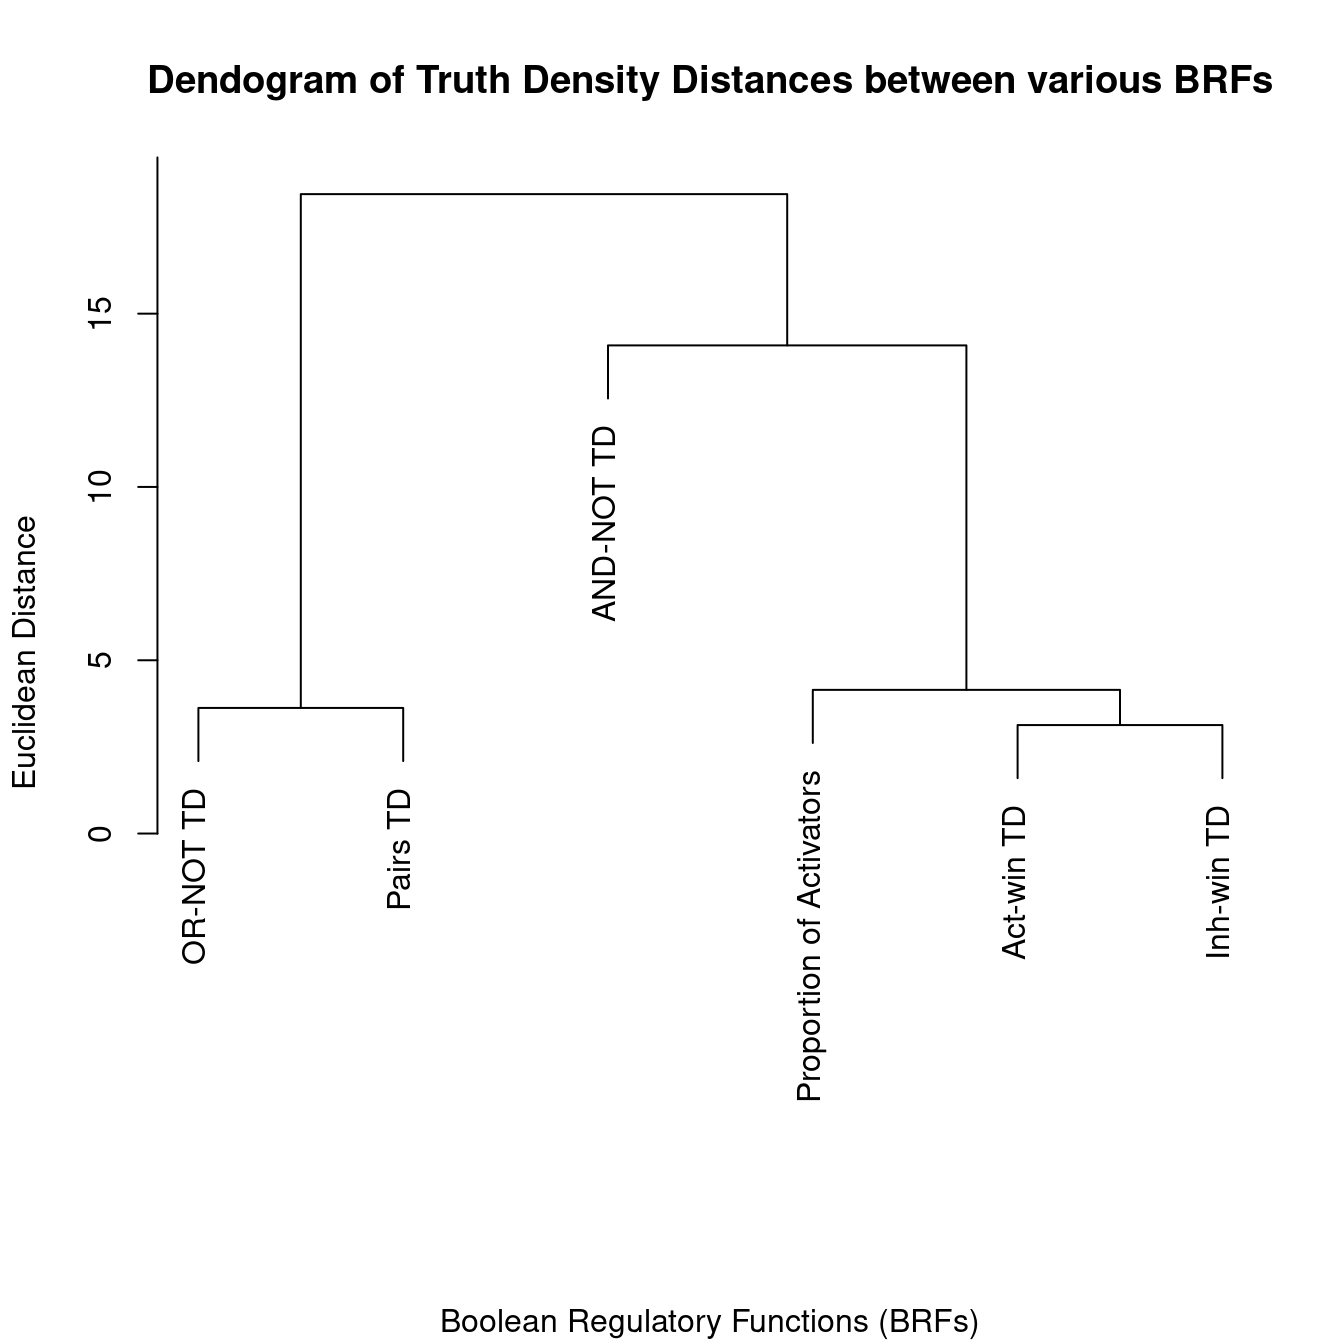 Dendogram of Truth Density Distances between various BRFs
Euclidean Distance
15
10
5
0
OR-NOT TD
Pairs TD
AND-NOT TD
Proportion of Activators
Act-win TD
Inh-win TD
Boolean Regulatory Functions (BRFs)